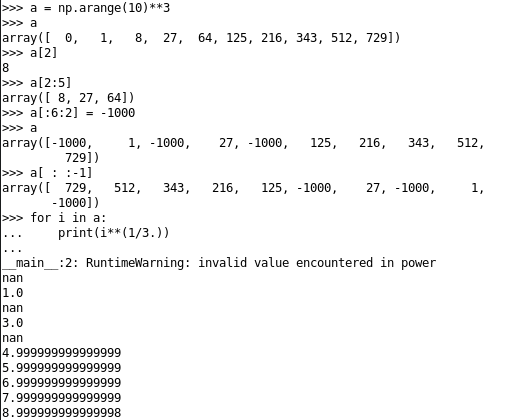 >>> a = np.arange(10)**3
>>> a
array([  0,   1,   8,  27,  64, 125, 216, 343, 512, 729])
>>> a[2]
8
>>> a[2:5]
array([ 8, 27, 64])
>>> a[:6:2] = -1000
>>> a
array([-1000,     1, -1000,    27, -1000,   125,   216,   343,   512,
         729])
>>> a[ : :-1]
array([  729,   512,   343,   216,   125, -1000,    27, -1000,     1,
       -1000])
>>> for i in a:
...     print(i**(1/3.))
...
__main__:2: RuntimeWarning: invalid value encountered in power
nan
1.0
nan
3.0
nan
4.999999999999999
5.999999999999999
6.999999999999999
7.999999999999999
8.999999999999998